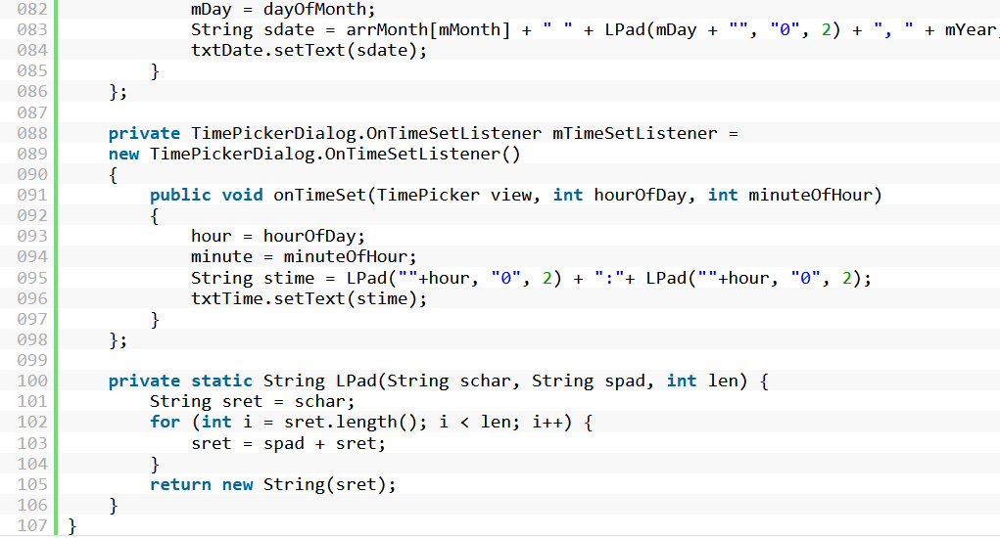 082             mDay = dayOfMonth;
083             String sdate = arrMonth[mMonth] + " " + LPad(mDay + "", "0", 2) + ", " + mYear;
084             txtDate.setText(sdate);
085         }
086     };
087
088     private TimePickerDialog.OnTimeSetListener mTimeSetListener =
089     new TimePickerDialog.OnTimeSetListener()
090     {
091         public void onTimeSet(TimePicker view, int hourOfDay, int minuteOfHour)
092         {
093             hour = hourOfDay;
094             minute = minuteOfHour;
095             String stime = LPad(""+hour, "0", 2) + ":"+ LPad(""+hour, "0", 2);
096             txtTime.setText(stime);
097         }
098     };
099
100     private static String LPad(String schar, String spad, int len) {
101         String sret = schar;
102         for (int i = sret.length(); i < len; i++) {
103             sret = spad + sret;
104         }
105         return new String(sret);
106     }
107 }